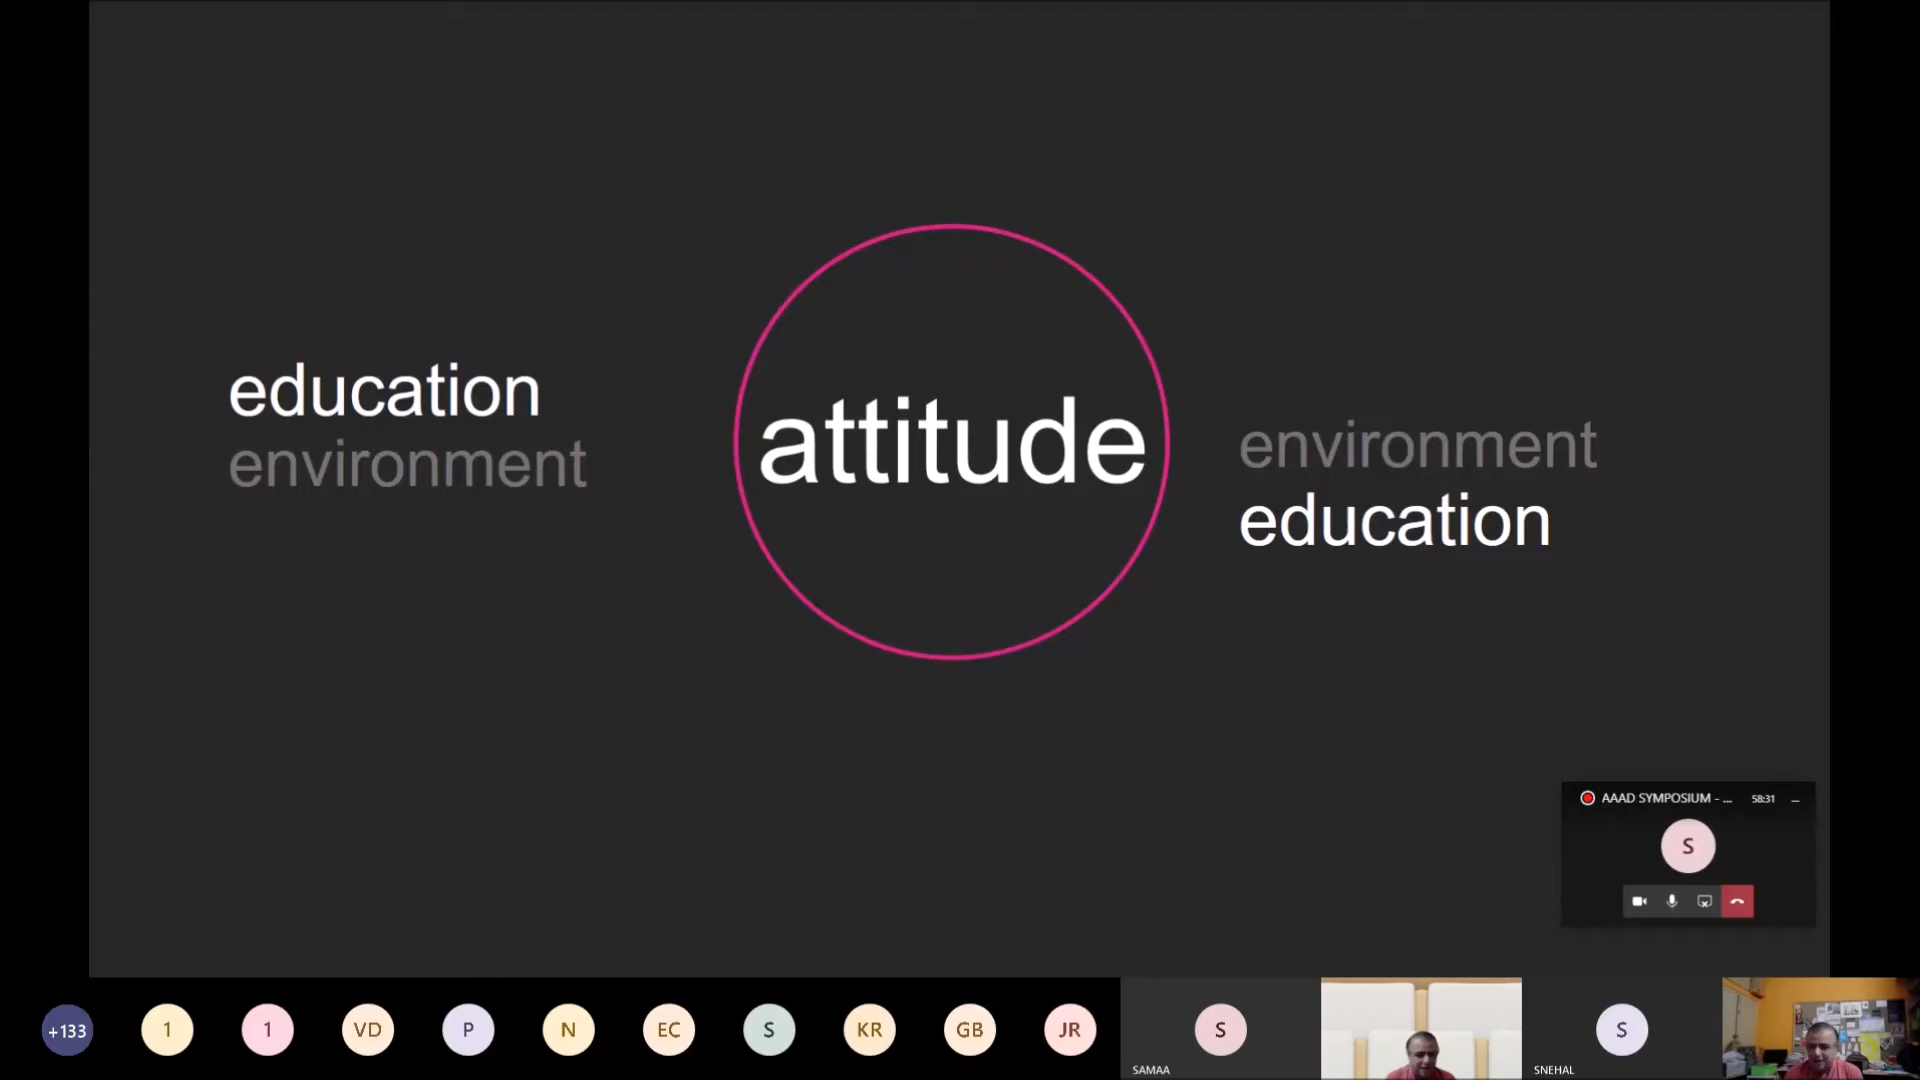 education
environment
attitude
environment
education
AAAD SYMPOSIUM - ...
58:31
S
+133
1
1
VD
P
N
EC
S
KR
GB
JR
S
SAMAA
S
SNEHAL